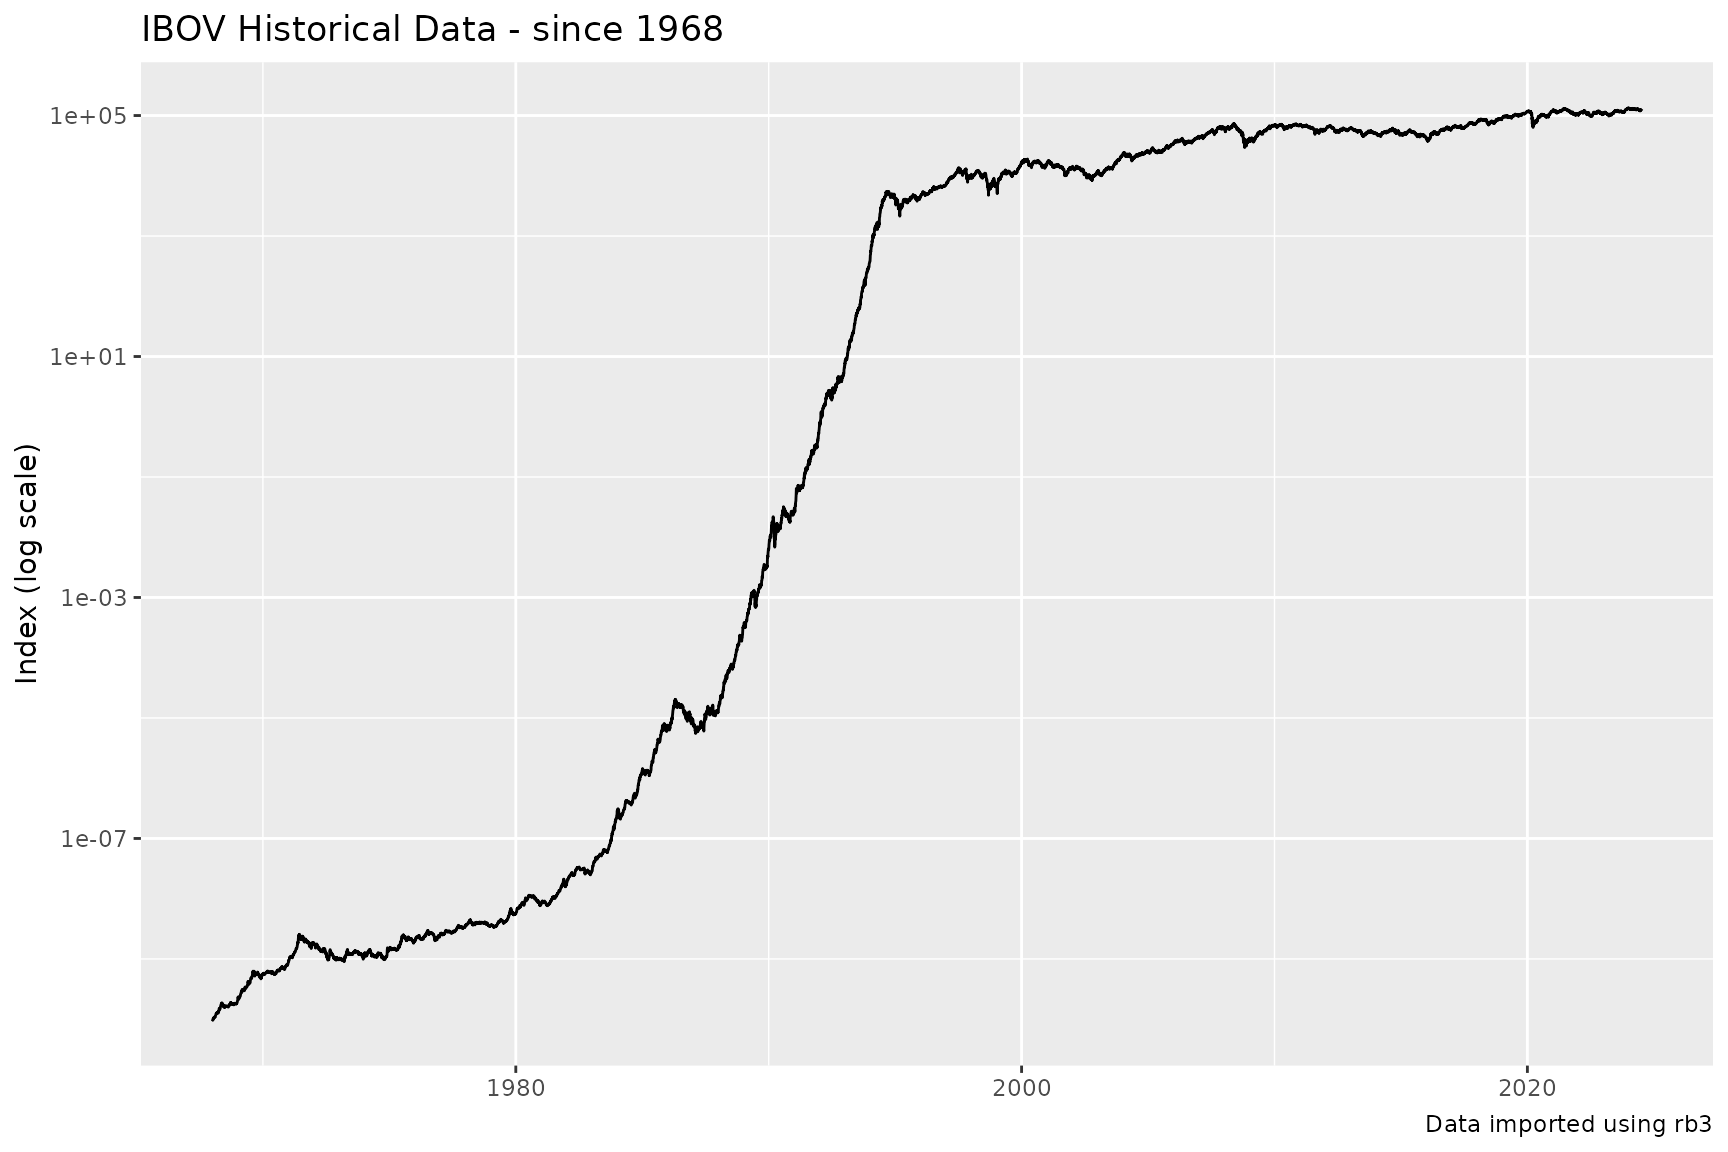 IBOV Historical Data - since 1968
1e+05
1e+01
1e-03
1e-07
Index (log scale)
1980
2000
2020
Data imported using rb3